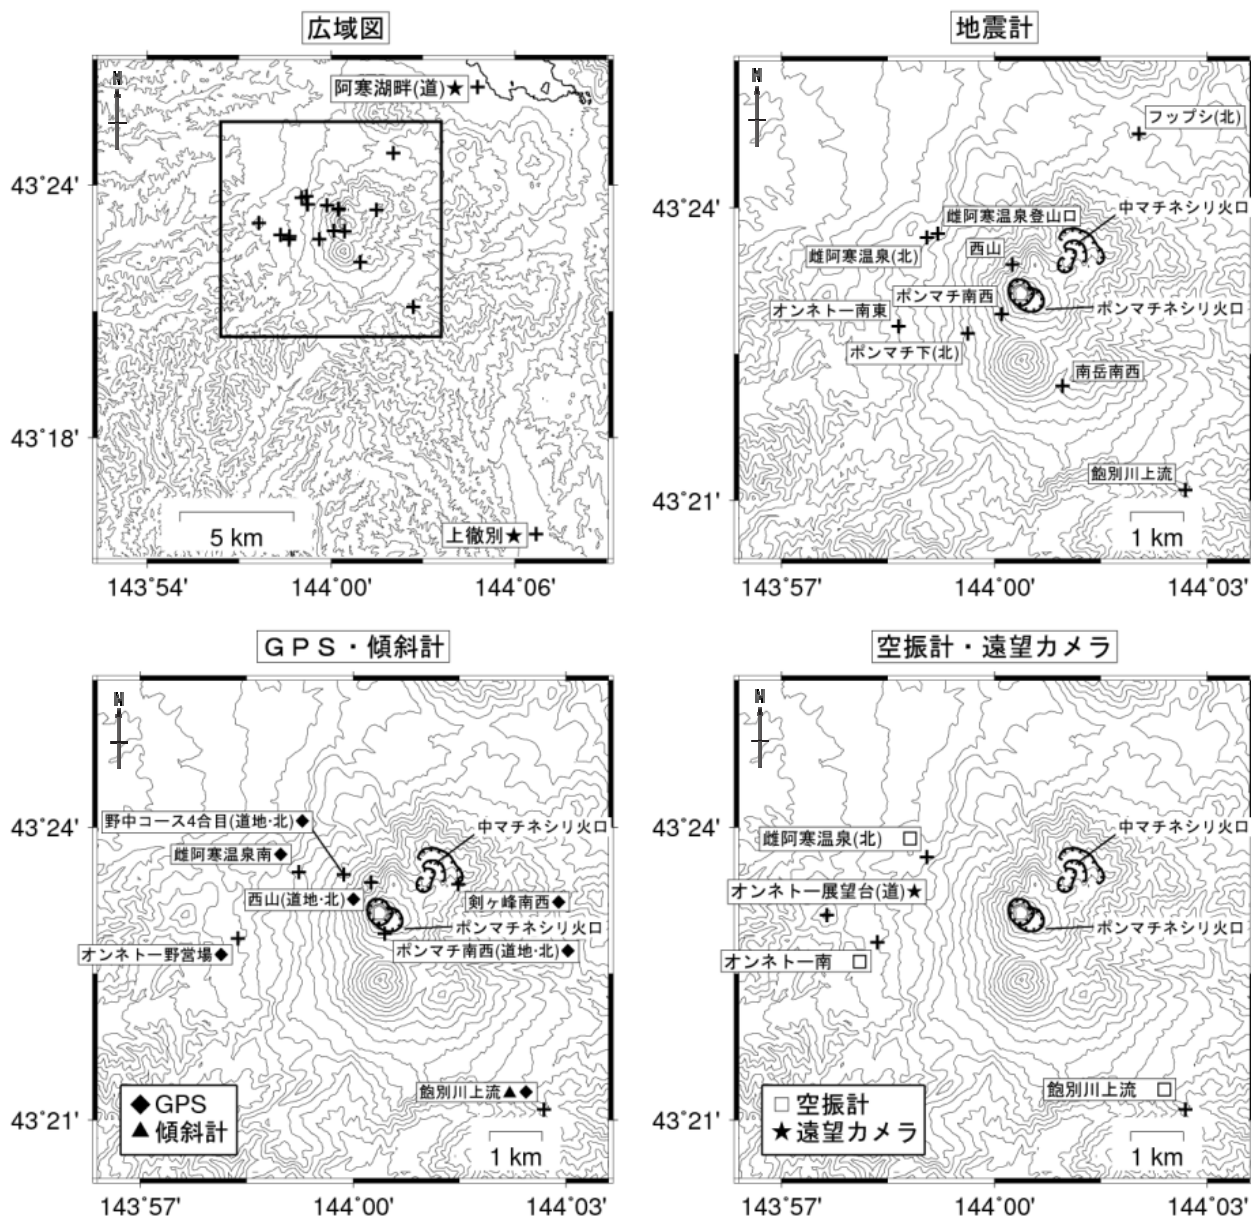 広域図
N
阿寒湖畔(道)★
43°24'
43°18'
5 km
上徹別★
143°54'
144°00'
144°06'
地震計
N
フップシ(北)
43°24'
中マチネシリ火口
雌阿寒温泉登山口
雌阿寒温泉(北)
西山
ポンマチ南西
オンネトー南東
ポンマチネシリ火口
ポンマチ下(北)
南岳南西
飽別川上流
43°21'
1 km
143°57'
144°00'
144°03'
GPS・傾斜計
N
野中コース4合目(道地・北)◆
43°24'
中マチネシリ火口
雌阿寒温泉南◆
西山(道地・北)◆
剣ヶ峰南西◆
ポンマチネシリ火口
オンネトー野営場◆
ポンマチ南西(道地・北)◆
飽別川上流▲◆
◆GPS
▲傾斜計
43°21'
1 km
143°57'
144°00'
144°03'
空振計・遠望カメラ
N
43°24'
中マチネシリ火口
雌阿寒温泉(北) □
オンネトー展望台(道)★
ポンマチネシリ火口
オンネトー南 □
飽別川上流 □
□空振計
★遠望カメラ
43°21'
1 km
143°57'
144°00'
144°03'